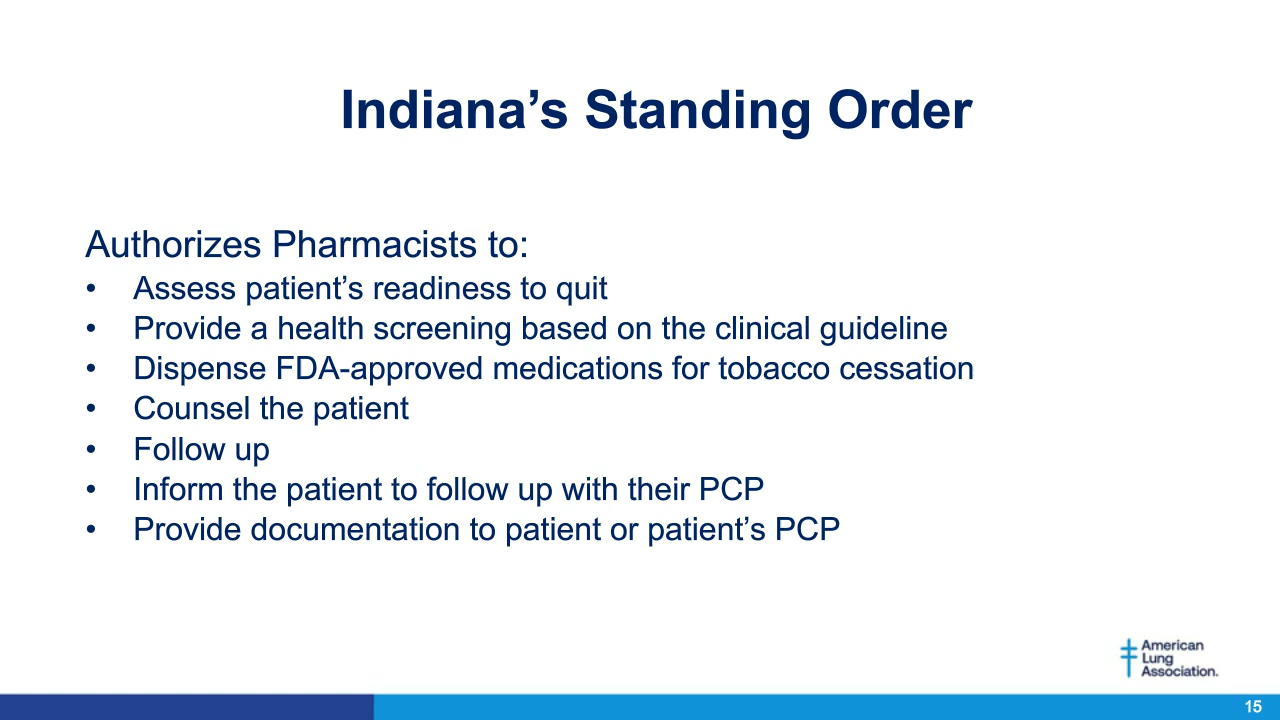 Indiana’s Standing Order
Authorizes Pharmacists to:
• Assess patient’s readiness to quit
• Provide a health screening based on the clinical guideline
• Dispense FDA-approved medications for tobacco cessation
• Counsel the patient
• Follow up
• Inform the patient to follow up with their PCP
• Provide documentation to patient or patient’s PCP
American
Lung
Association.
15